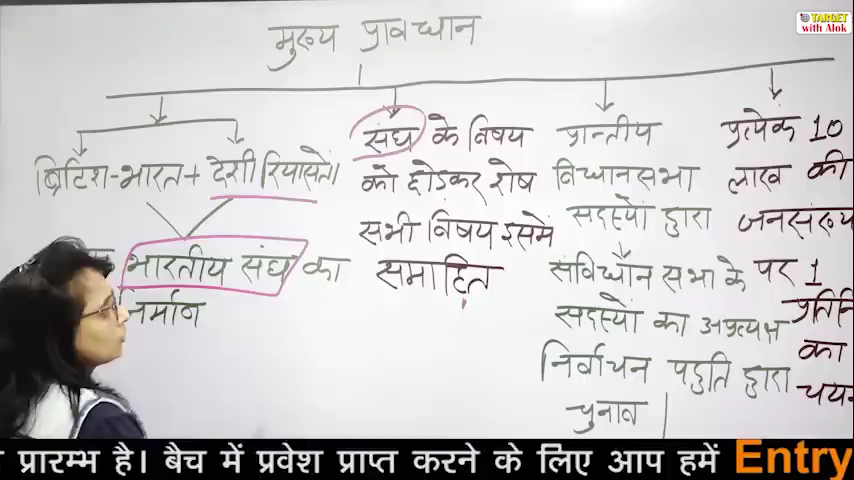 TARGET
with Alok
मुख्य प्रावधान
ब्रिटिश-भारत + देशी रियासतें।
भारतीय संघ का
निर्माण
संघ के विषय
को छोड़कर शेष
सभी विषय इसमें
समाहित
प्रान्तीय
विधानसभा
सदस्यों द्वारा
संविधान सभा के
सदस्यों का अप्रत्यक्ष
निर्वाचन पद्दति द्वारा
चुनाव
प्रत्येक 10
लाख की
जनसंख्य
पर 1
प्रतिनि
का
चयन
प्रारम्भ है। बैच में प्रवेश प्राप्त करने के लिए आप हमें Entry